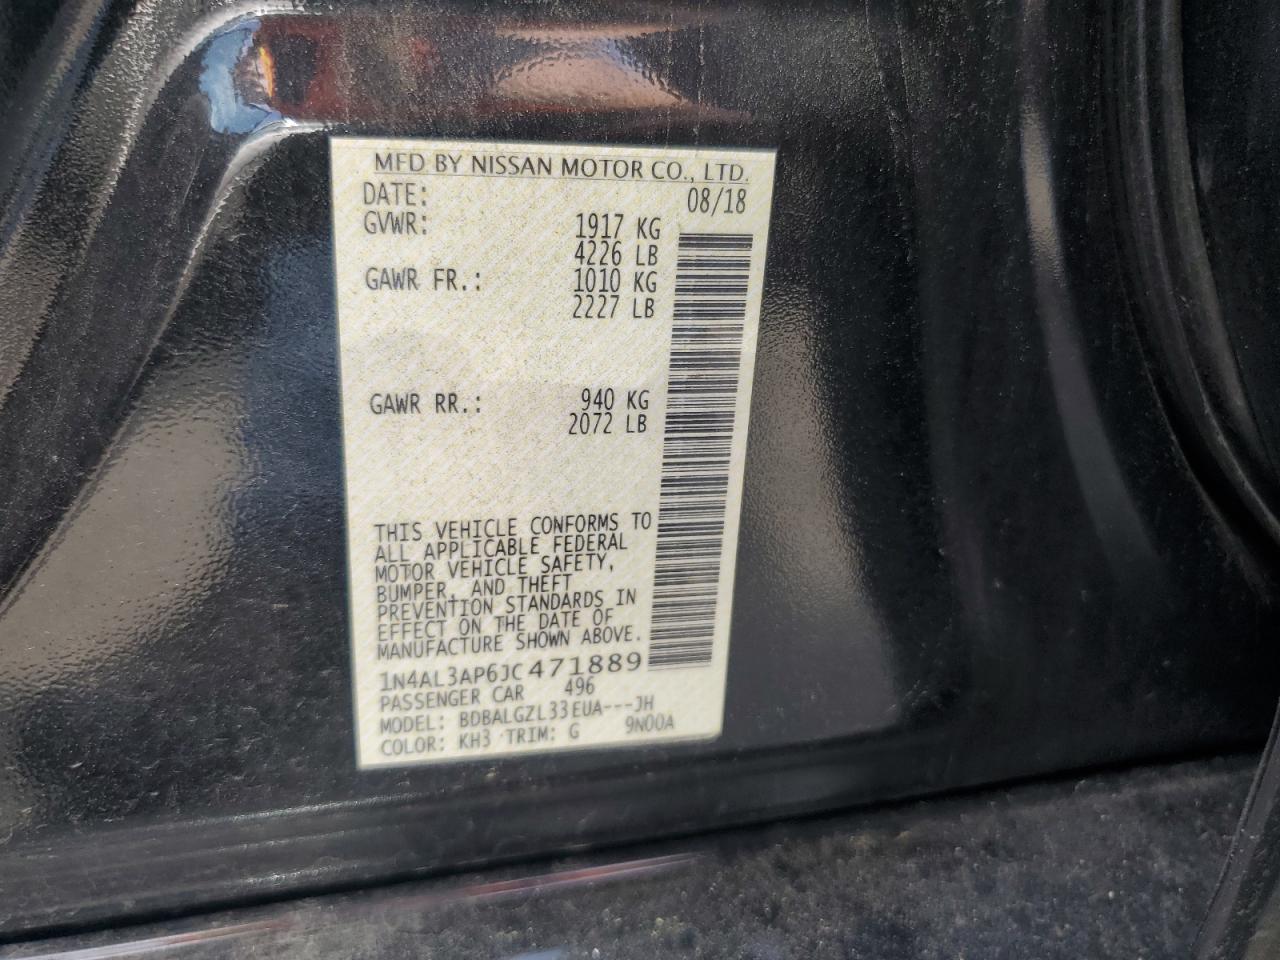 MFD BY NISSAN MOTOR CO., LTD.
DATE: 08/18
GVWR: 1917 KG
4226 LB
GAWR FR.: 1010 KG
2227 LB
GAWR RR.: 940 KG
2072 LB
THIS VEHICLE CONFORMS TO
ALL APPLICABLE FEDERAL
MOTOR VEHICLE SAFETY,
BUMPER, AND THEFT
PREVENTION STANDARDS IN
EFFECT ON THE DATE OF
MANUFACTURE SHOWN ABOVE.
1N4AL3AP6JC471889
PASSENGER CAR 496
MODEL: BDBALGZL33EUA---JH
COLOR: KH3 TRIM: G 9N00A